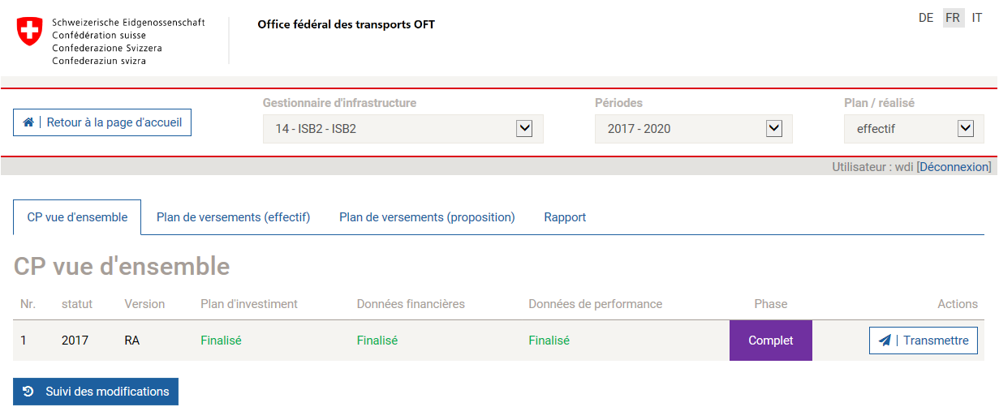 Schweizerische Eidgenossenschaft
Confédération suisse
Confederazione Svizzera
Confederaziun svizra
Office fédéral des transports OFT
DE FR IT
Retour à la page d'accueil
Gestionnaire d'infrastructure
14 - ISB2 - ISB2
Périodes
2017 - 2020
Plan / réalisé
effectif
Utilisateur : wdi [Déconnexion]
CP vue d'ensemble Plan de versements (effectif) Plan de versements (proposition) Rapport
CP vue d'ensemble
Nr. statut Version Plan d'investiment Données financières Données de performance Phase Actions
1 2017 RA Finalisé Finalisé Finalisé Complet Transmettre
Suivi des modifications